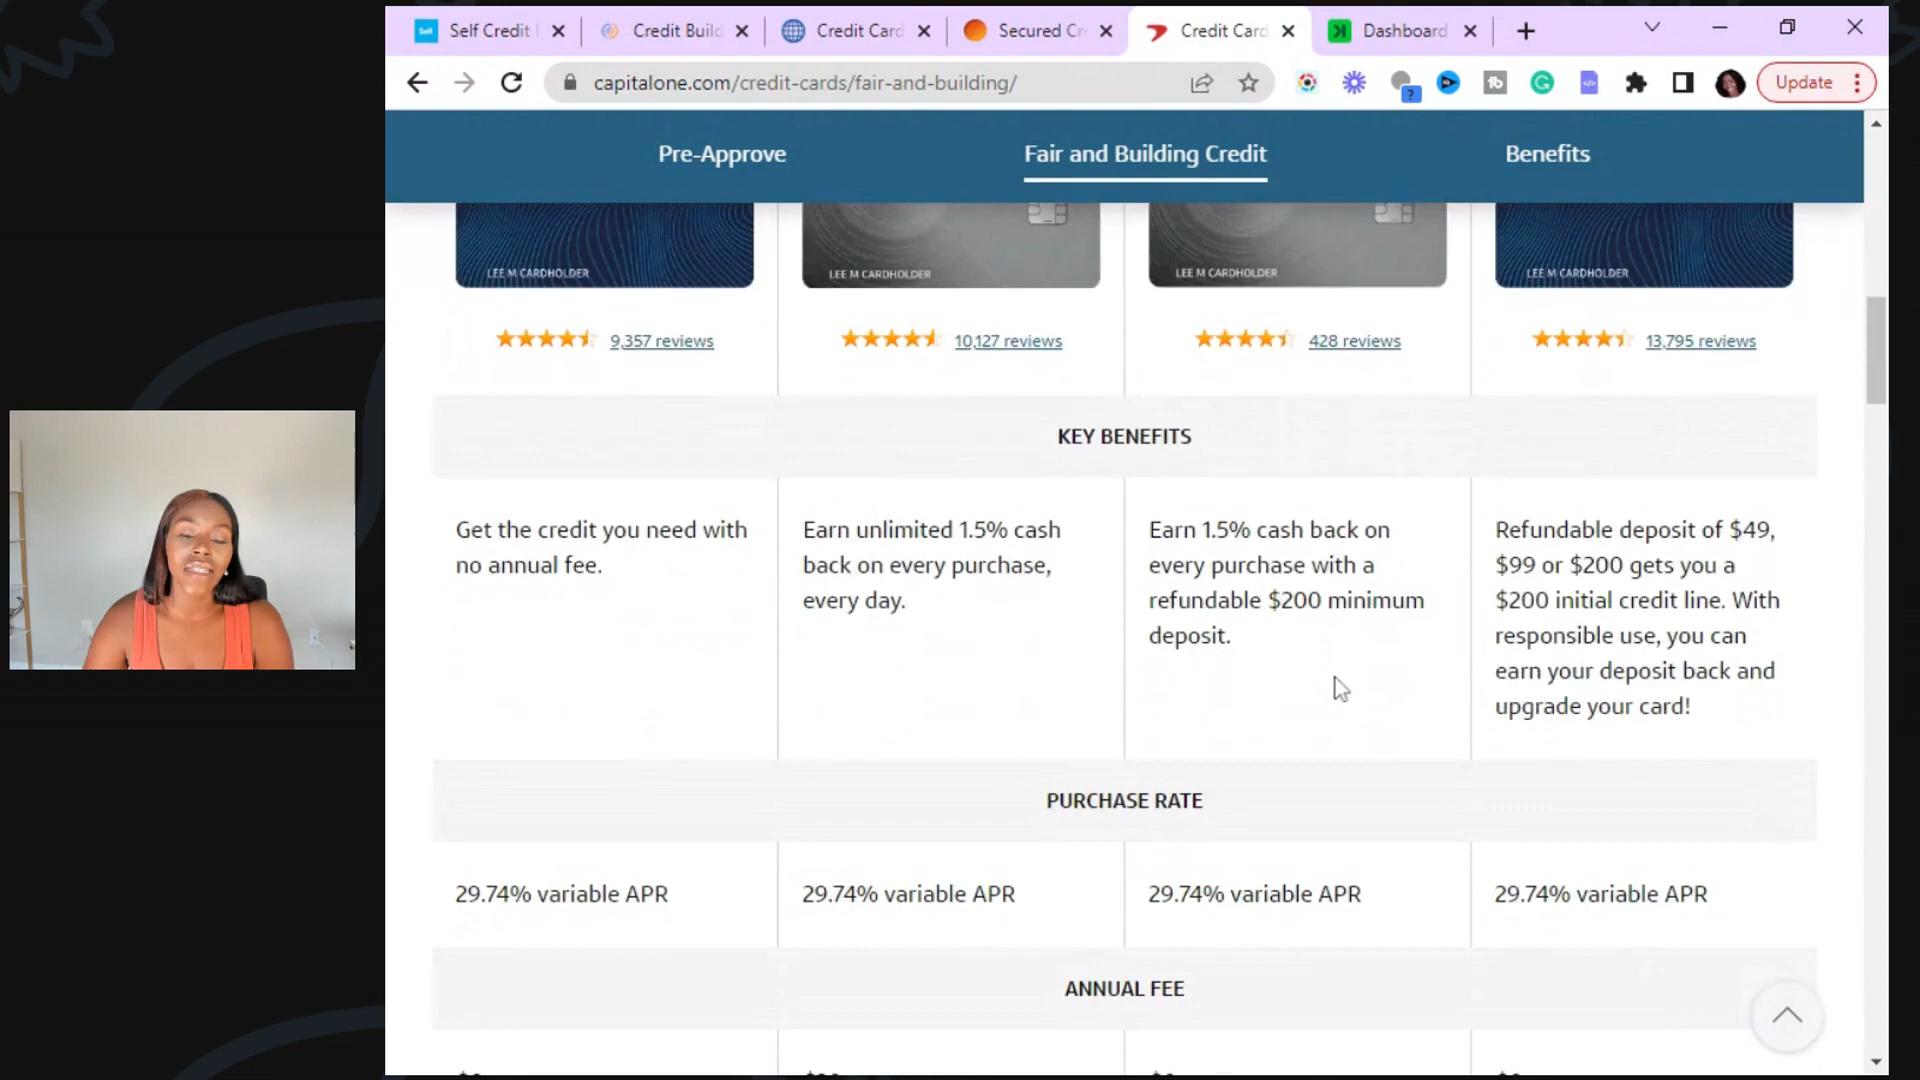 Self Credit
Credit Build
Credit Card
Secured Cr
Credit Card
Dashboard
capitalone.com/credit-cards/fair-and-building/
Update
Pre-Approve
Fair and Building Credit
Benefits
LEE M CARDHOLDER
LEE M CARDHOLDER
LEE M CARDHOLDER
LEE M CARDHOLDER
9,357 reviews
10,127 reviews
428 reviews
13,795 reviews
KEY BENEFITS
Get the credit you need with
no annual fee.
Earn unlimited 1.5% cash
back on every purchase,
every day.
Earn 1.5% cash back on
every purchase with a
refundable $200 minimum
deposit.
Refundable deposit of $49,
$99 or $200 gets you a
$200 initial credit line. With
responsible use, you can
earn your deposit back and
upgrade your card!
PURCHASE RATE
29.74% variable APR
29.74% variable APR
29.74% variable APR
29.74% variable APR
ANNUAL FEE